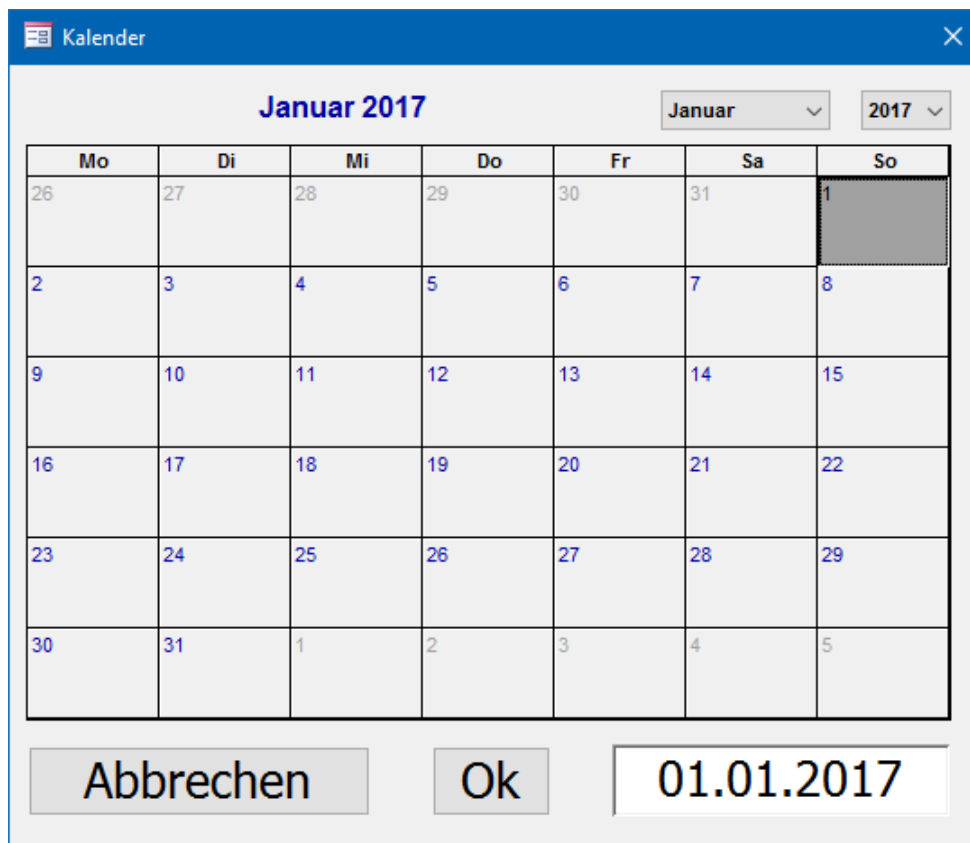 Kalender
Januar 2017 Januar 2017
Mo Di Mi Do Fr Sa So
26 27 28 29 30 31 1
2 3 4 5 6 7 8
9 10 11 12 13 14 15
16 17 18 19 20 21 22
23 24 25 26 27 28 29
30 31 1 2 3 4 5
Abbrechen Ok 01.01.2017